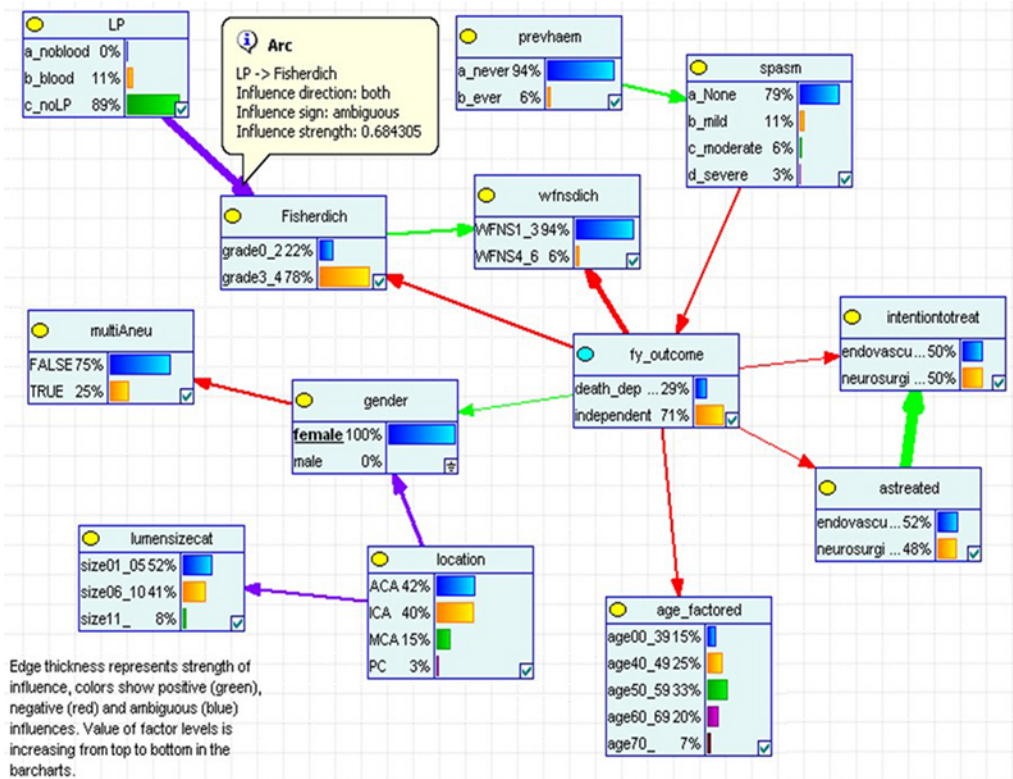 LP
a_noblood 0%
b_blood 11%
c_noLP 89%
Arc
LP -> Fisherdich
Influence direction: both
Influence sign: ambiguous
Influence strength: 0.684305
prevhaem
a_never 94%
b_ever 6%
spasm
a_None 79%
b_mild 11%
c_moderate 6%
d_severe 3%
Fisherdich
grade0_2 22%
grade3_4 78%
wfnsdich
WFNS1_3 94%
WFNS4_6 6%
multiAneu
FALSE 75%
TRUE 25%
gender
female 100%
male 0%
fy_outcome
death_dep ... 29%
independent 71%
intentiontotreat
endovascu ... 50%
neurosurgi ... 50%
astreated
endovascu ... 52%
neurosurgi ... 48%
lumensizecat
size01_05 52%
size06_10 41%
size11_ 8%
location
ACA 42%
ICA 40%
MCA 15%
PC 3%
age_factored
age00_39 15%
age40_49 25%
age50_59 33%
age60_69 20%
age70_ 7%
Edge thickness represents strength of
influence, colors show positive (green),
negative (red) and ambiguous (blue)
influences. Value of factor levels is
increasing from top to bottom in the
barcharts.